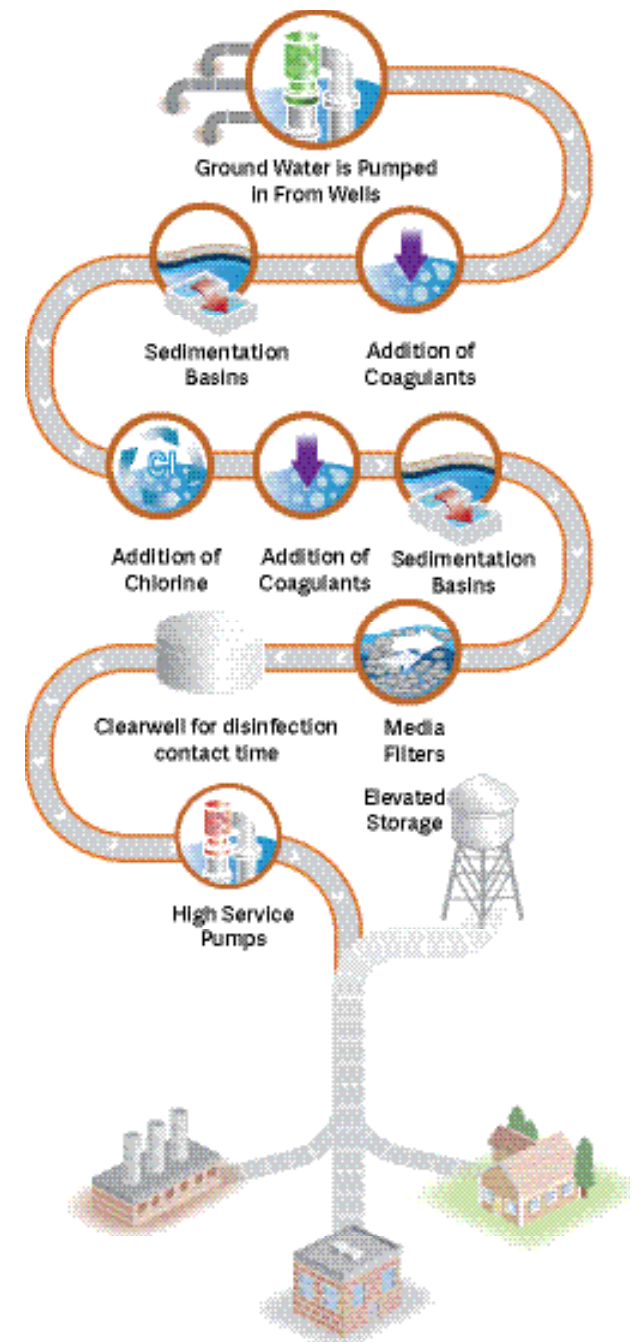 Ground Water is Pumped
in From Wells
Sedimentation
Basins
Addition of
Coagulants
Cl
Addition of
Chlorine
Addition of
Coagulants
Sedimentation
Basins
Clearwell for disinfection
contact time
Media
Filters
Elevated
Storage
High Service
Pumps